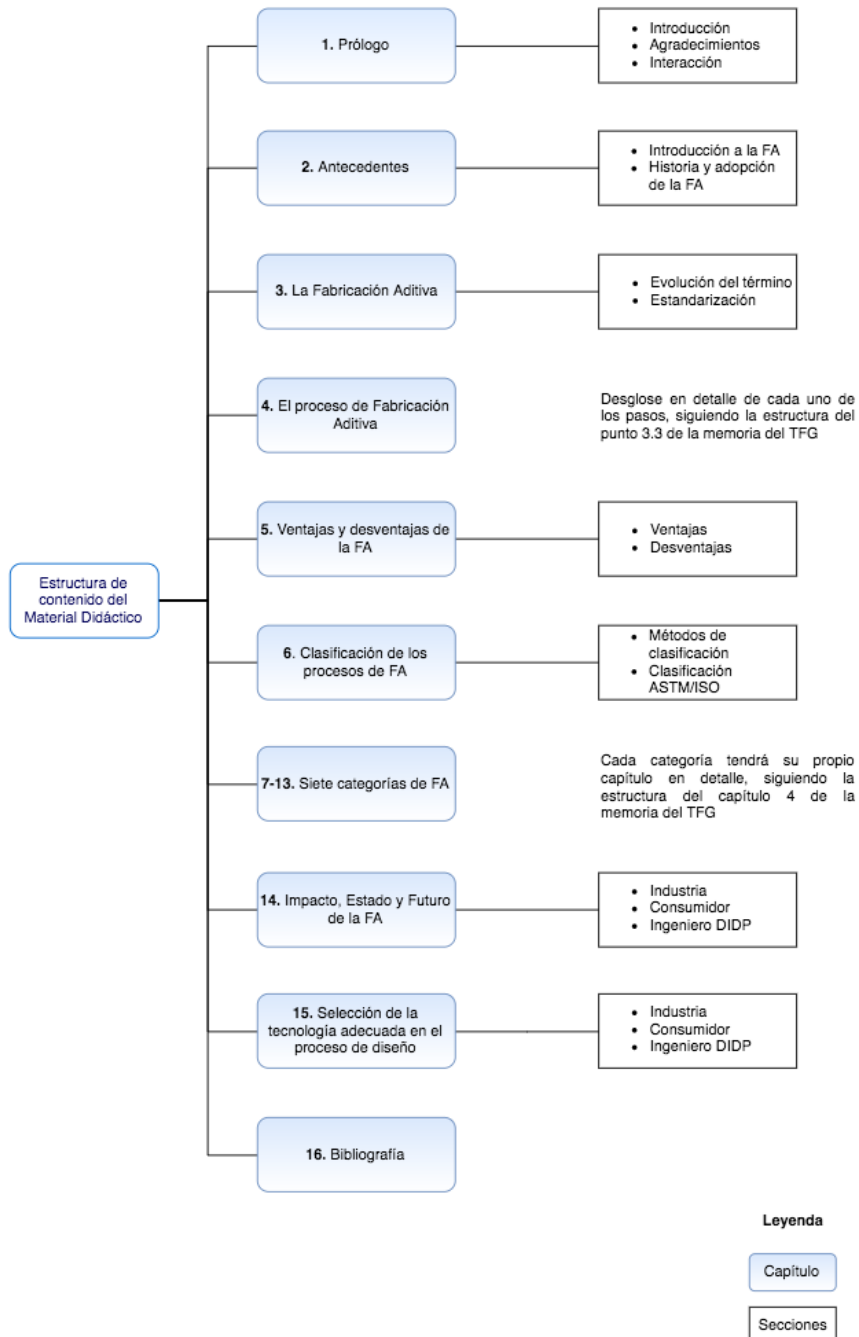 1. Prólogo
• Introducción
• Agradecimientos
• Interacción
2. Antecedentes
• Introducción a la FA
• Historia y adopción
de la FA
3. La Fabricación Aditiva
• Evolución del término
• Estandarización
4. El proceso de Fabricación
Aditiva
Desglose en detalle de cada uno de
los pasos, siguiendo la estructura del
punto 3.3 de la memoria del TFG
5. Ventajas y desventajas de
la FA
• Ventajas
• Desventajas
Estructura de
contenido del
Material Didáctico
6. Clasificación de los
procesos de FA
• Métodos de
clasificación
• Clasificación
ASTM/ISO
7-13. Siete categorías de FA
Cada categoría tendrá su propio
capítulo en detalle, siguiendo la
estructura del capítulo 4 de la
memoria del TFG
14. Impacto, Estado y Futuro
de la FA
• Industria
• Consumidor
• Ingeniero DIDP
15. Selección de la
tecnología adecuada en el
proceso de diseño
• Industria
• Consumidor
• Ingeniero DIDP
16. Bibliografía
Leyenda
Capítulo
Secciones